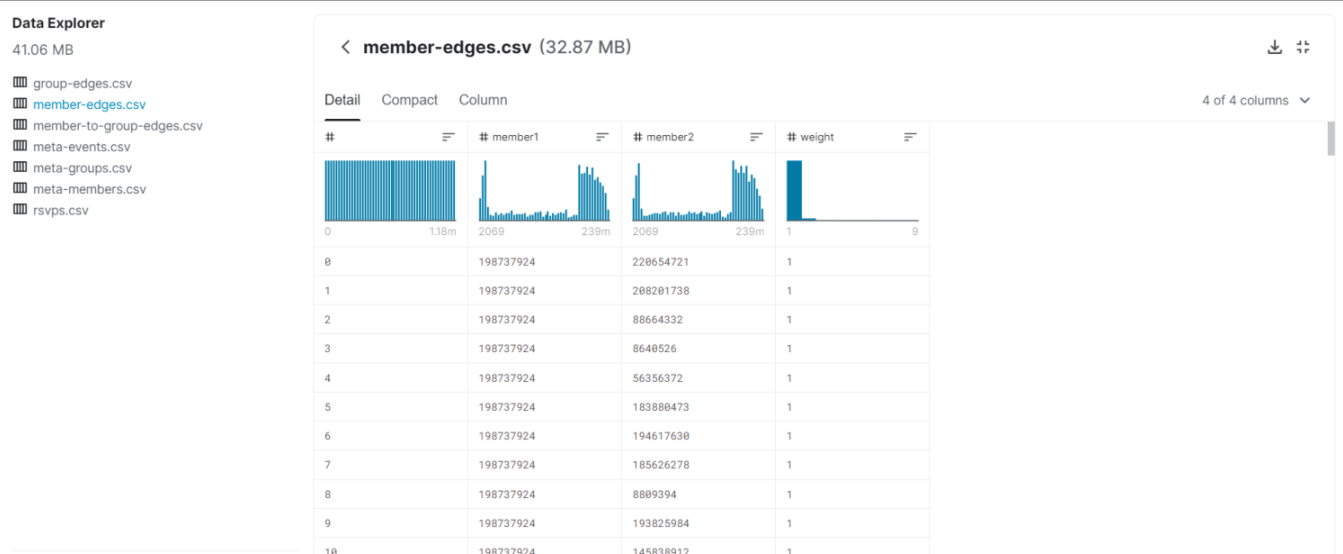 Data Explorer
41.06 MB
group-edges.csv
member-edges.csv
member-to-group-edges.csv
meta-events.csv
meta-groups.csv
meta-members.csv
rsvps.csv
member-edges.csv (32.87 MB)
Detail Compact Column 4 of 4 columns
# # member1 # member2 # weight
0 1.18m 2069 239m 2069 239m 1 9
0 198737924 220654721 1
1 198737924 208201738 1
2 198737924 88664332 1
3 198737924 8640526 1
4 198737924 56356372 1
5 198737924 183880473 1
6 198737924 194617630 1
7 198737924 185626278 1
8 198737924 8809394 1
9 198737924 193825984 1
10 198737924 145838912 1